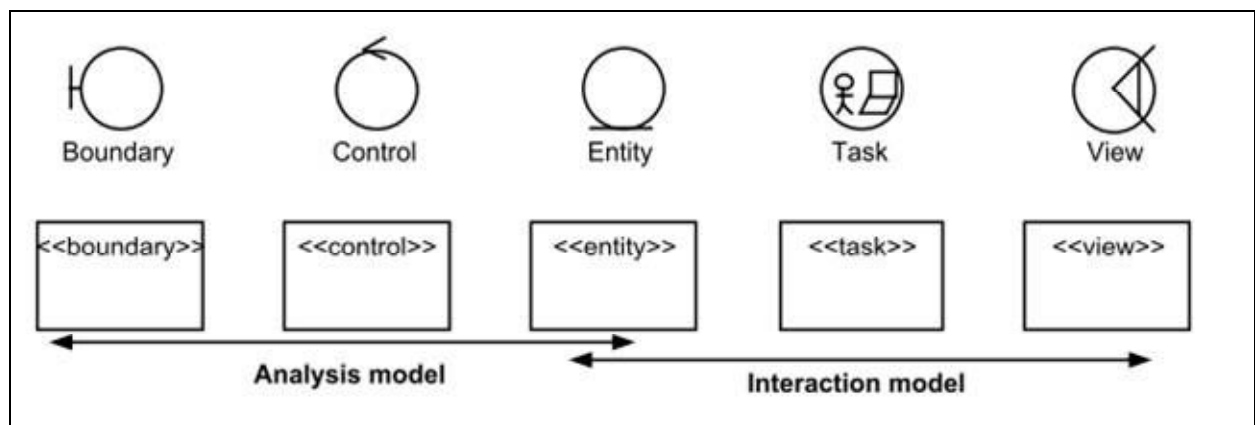 Boundary
Control
Entity
Task
View
<<boundary>>
<<control>>
<<entity>>
<<task>>
<<view>>
Analysis model
Interaction model